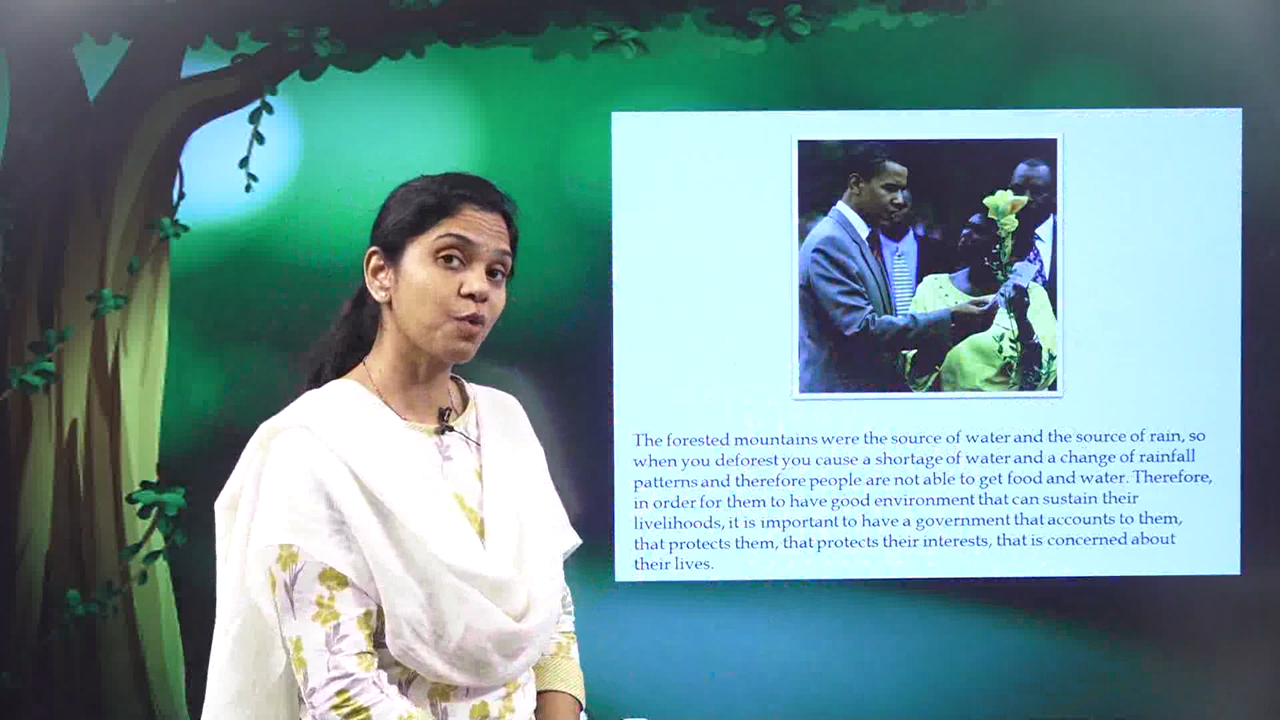 The forested mountains were the source of water and the source of rain, so
when you deforest you cause a shortage of water and a change of rainfall
patterns and therefore people are not able to get food and water. Therefore,
in order for them to have good environment that can sustain their
livelihoods, it is important to have a government that accounts to them,
that protects them, that protects their interests, that is concerned about
their lives.